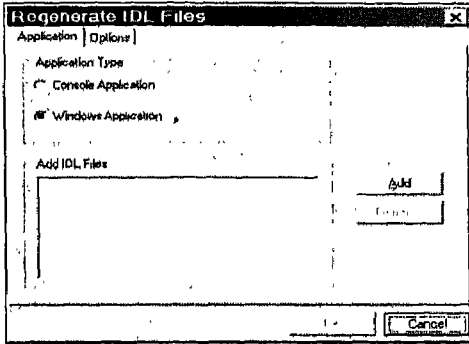 Regenerate IDL Files
Application Options
Application Type
Console Application
Windows Application
Add IDL Files
Add
Cancel